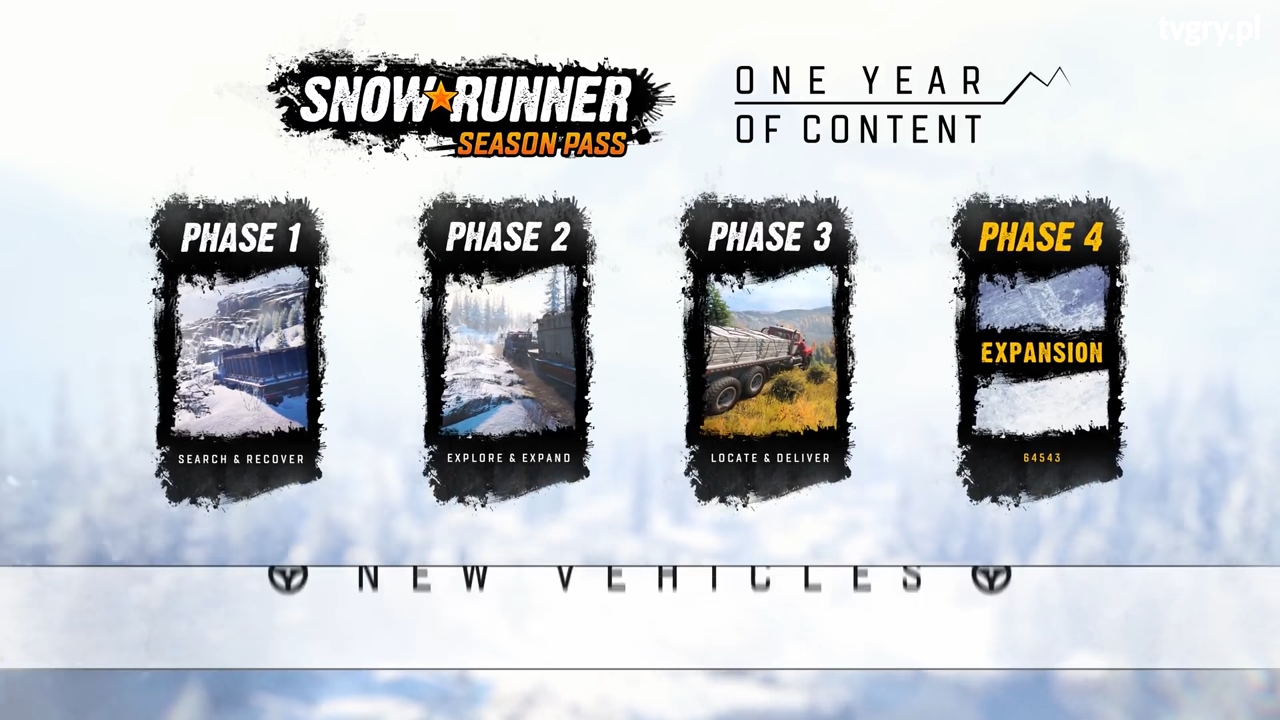 tvgry.pl
SNOWRUNNER
SEASON PASS
ONE YEAR
OF CONTENT
PHASE 1
SEARCH & RECOVER
PHASE 2
EXPLORE & EXPAND
PHASE 3
LOCATE & DELIVER
PHASE 4
EXPANSION
64543
NEW VEHICLES